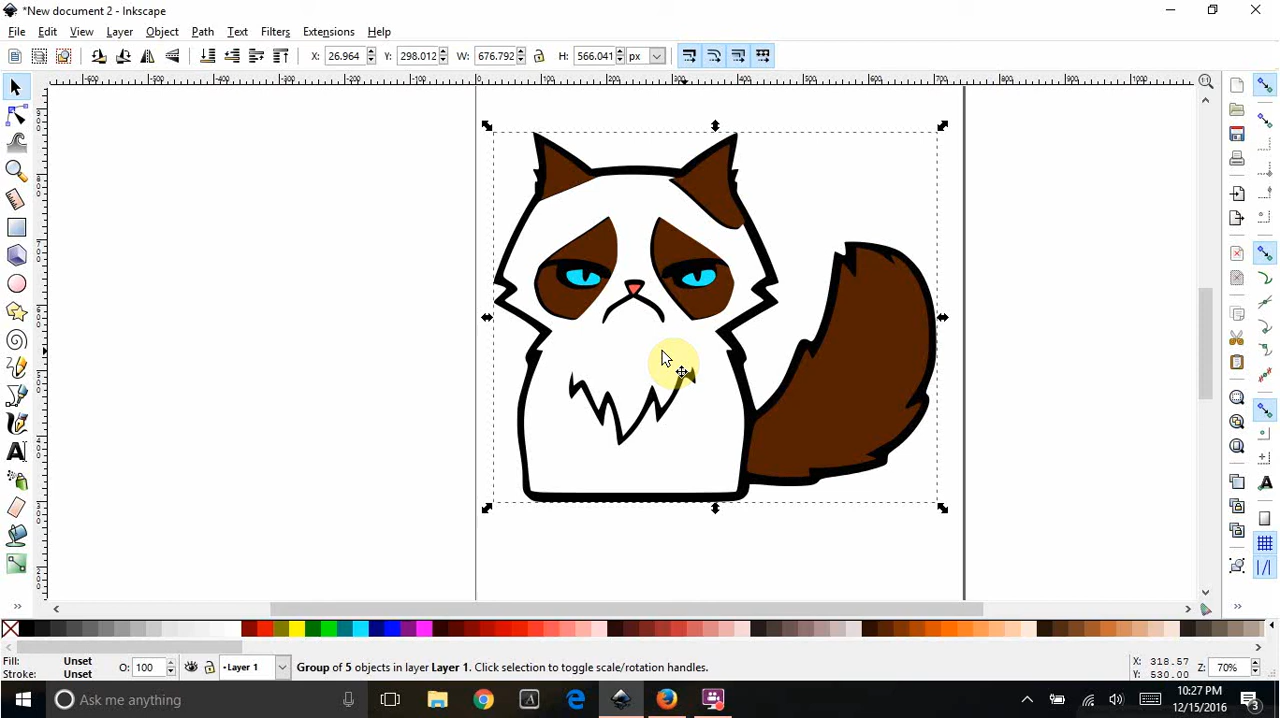 *New document 2 - Inkscape
File Edit View Layer Object Path Text Filters Extensions Help
X: 26.964 Y: 298.012 W: 676.792 H: 566.041 px
Fill: Unset O: 100 Layer 1 Group of 5 objects in layer Layer 1. Click selection to toggle scale/rotation handles. X: 318.57 Z: 70%
Stroke: Unset Y: 530.00
Ask me anything
10:27 PM
12/15/2016
3